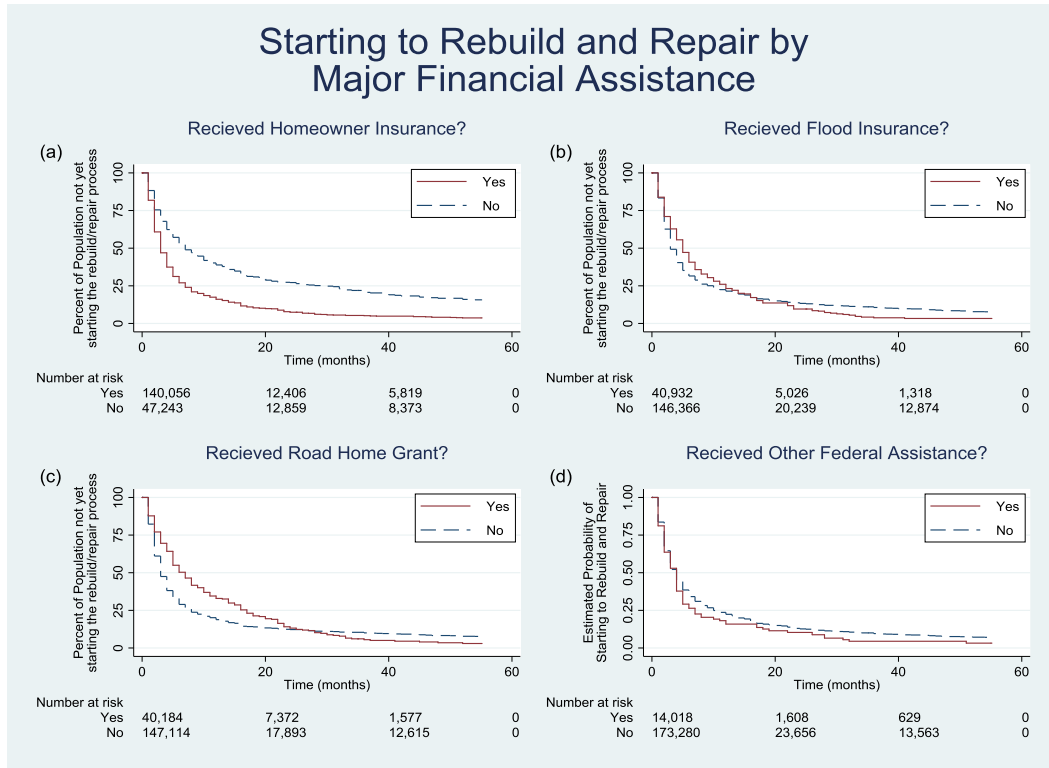 Starting to Rebuild and Repair by
Major Financial Assistance
Recieved Homeowner Insurance?
(a)
Percent of Population not yet
starting the rebuild/repair process
100
75
50
25
0
Yes
No
0 20 40 60
Time (months)
Number at risk
Yes 140,056 12,406 5,819 0
No 47,243 12,859 8,373 0
Recieved Flood Insurance?
(b)
Percent of Population not yet
starting the rebuild/repair process
100
75
50
25
0
Yes
No
0 20 40 60
Time (months)
Number at risk
Yes 40,932 5,026 1,318 0
No 146,366 20,239 12,874 0
Recieved Road Home Grant?
(c)
Percent of Population not yet
starting the rebuild/repair process
100
75
50
25
0
Yes
No
0 20 40 60
Time (months)
Number at risk
Yes 40,184 7,372 1,577 0
No 147,114 17,893 12,615 0
Recieved Other Federal Assistance?
(d)
Estimated Probability of
Starting to Rebuild and Repair
1.00
0.75
0.50
0.25
0.00
Yes
No
0 20 40 60
Time (months)
Number at risk
Yes 14,018 1,608 629 0
No 173,280 23,656 13,563 0